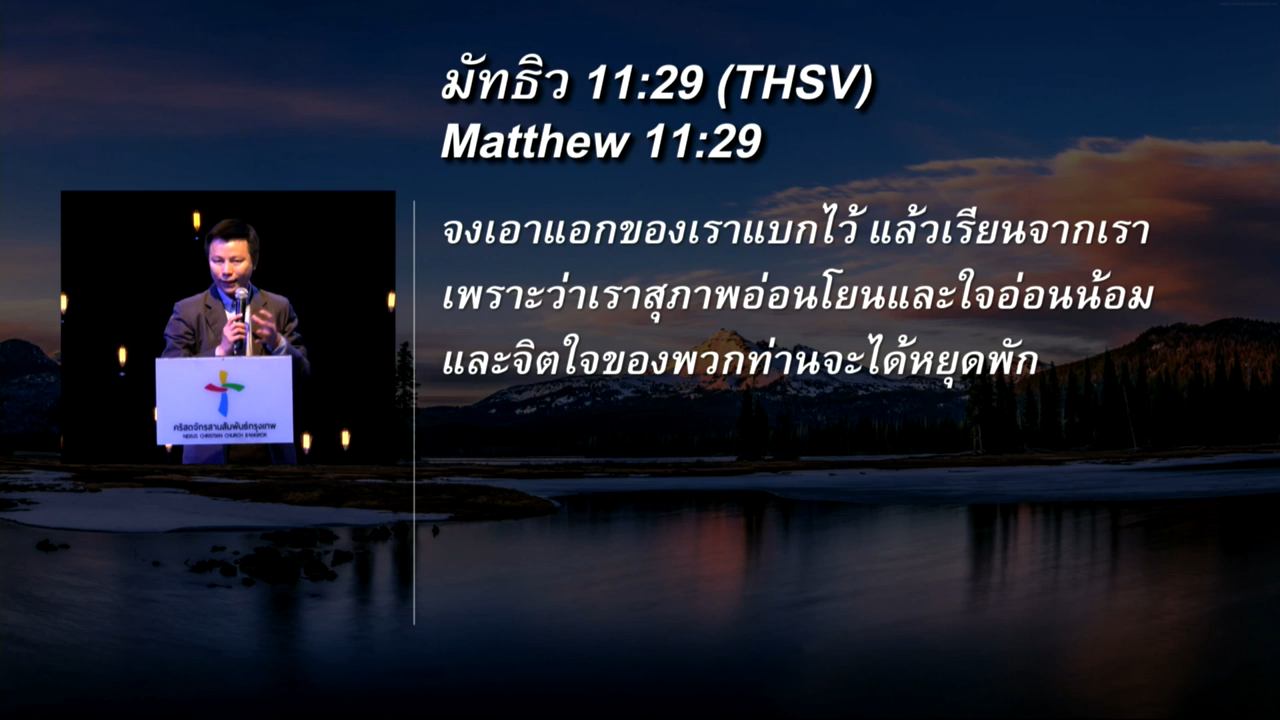 มัทธิว 11:29 (THSV)
Matthew 11:29
จงเอาแอกของเราแบกไว้ แล้วเรียนจากเรา
เพราะว่าเราสุภาพอ่อนโยนและใจอ่อนน้อม
และจิตใจของพวกท่านจะได้หยุดพัก
คริสตจักรสานสัมพันธ์กรุงเทพ
NEXUS CHRISTIAN CHURCH BANGKOK